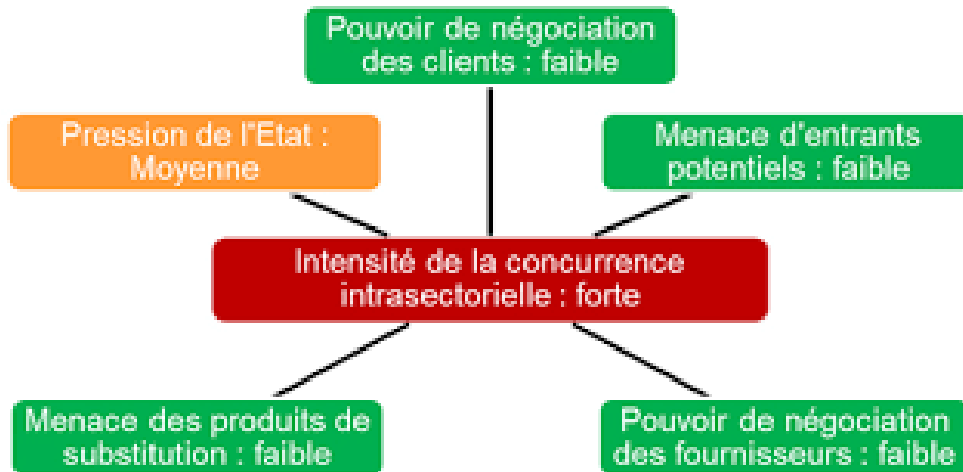 Pouvoir de négociation
des clients : faible
Pression de l'Etat :
Moyenne
Menace d'entrants
potentiels : faible
Intensité de la concurrence
intrasectorielle : forte
Menace des produits de
substitution : faible
Pouvoir de négociation
des fournisseurs : faible